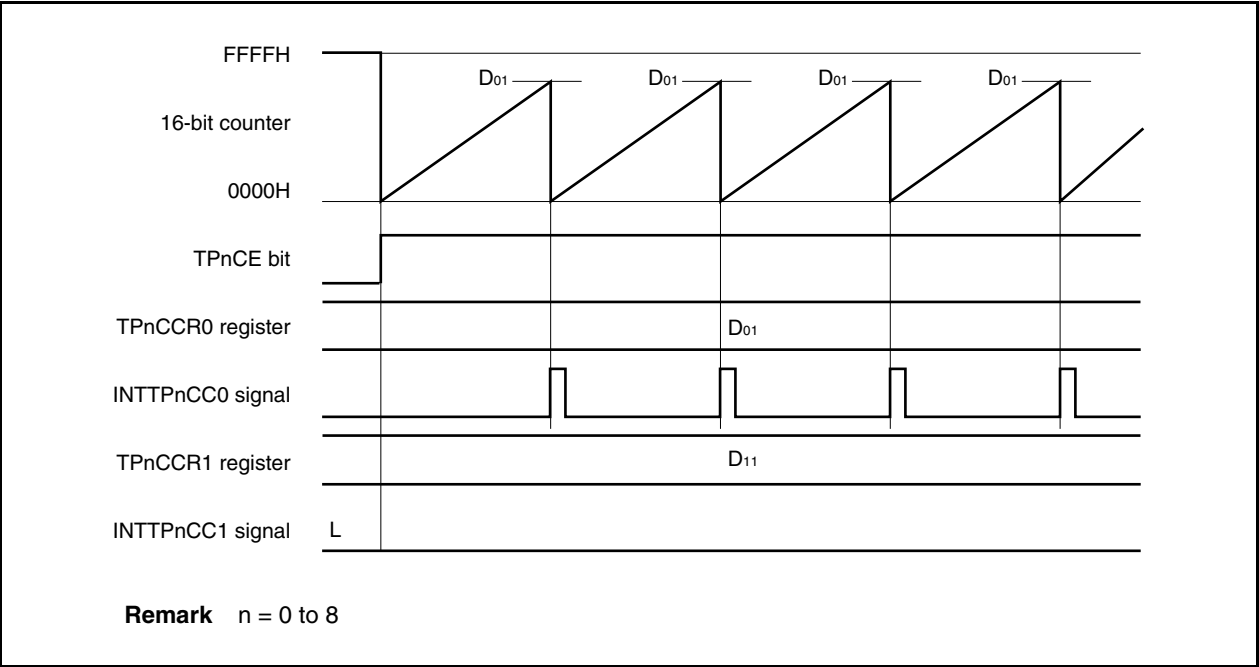 FFFFH
D01 D01 D01 D01
16-bit counter
0000H
TPnCE bit
TPnCCR0 register D01
INTTPnCC0 signal
TPnCCR1 register D11
INTTPnCC1 signal L
Remark n = 0 to 8